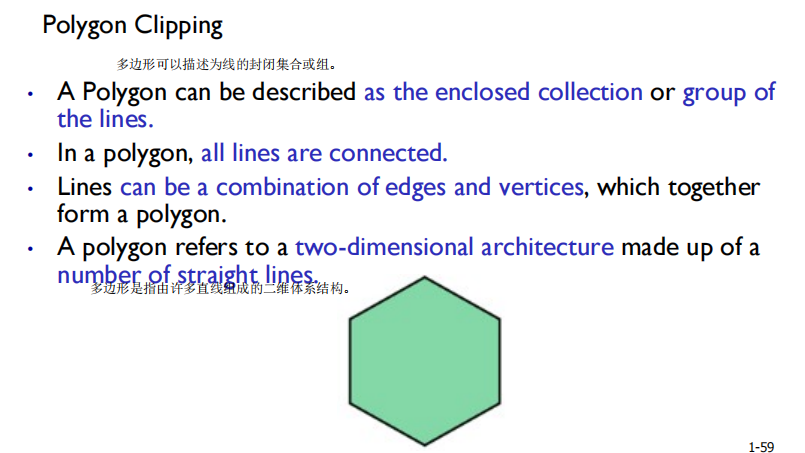 Polygon Clipping
多边形可以描述为线的封闭集合或组。
• A Polygon can be described as the enclosed collection or group of
the lines.
• In a polygon, all lines are connected.
• Lines can be a combination of edges and vertices, which together
form a polygon.
• A polygon refers to a two-dimensional architecture made up of a
number of straight lines.
多边形是指由许多直线组成的二维体系结构。
1-59